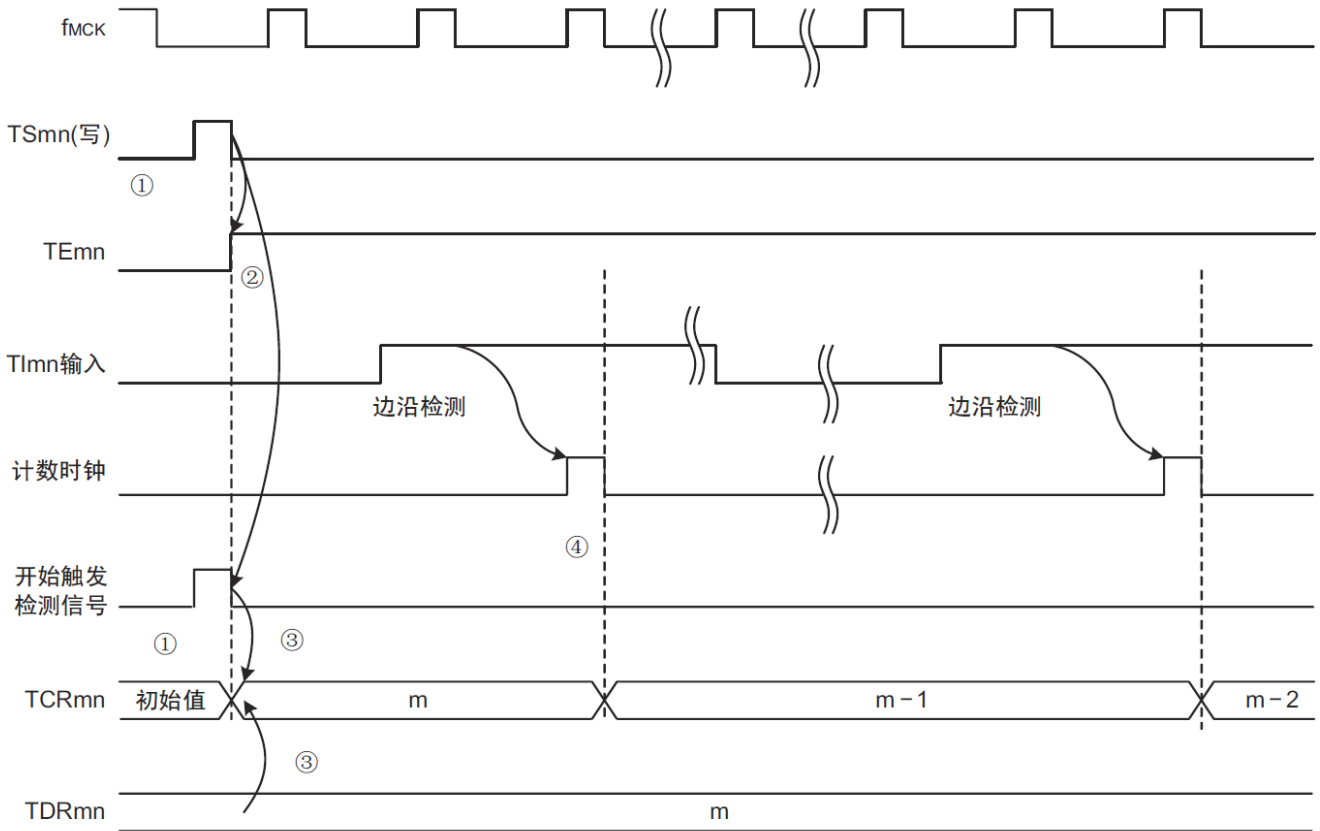 fMCK
TSmn(写)
①
TEmn
②
TImn输入
边沿检测 边沿检测
计数时钟
④
开始触发
检测信号
① ③
TCRmn 初始值 m m-1 m-2
③
TDRmn m